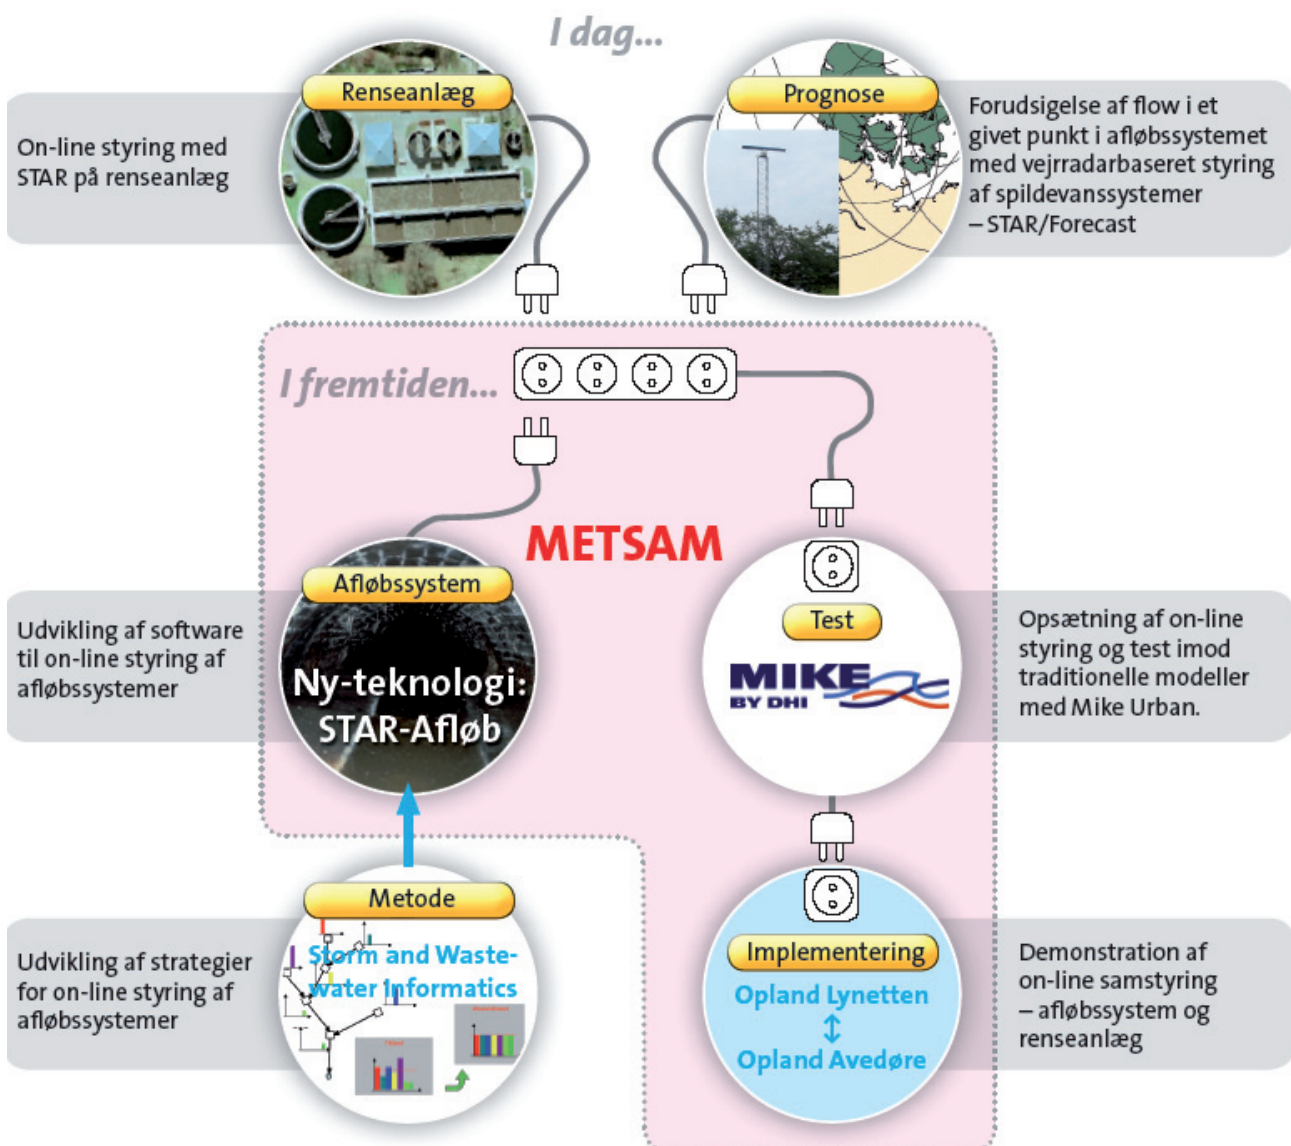 I dag...
Renseanlæg
On-line styring med
STAR på renseanlæg
Prognose
Forudsigelse af flow i et
givet punkt i afløbssystemet
med vejrradarbaseret styring
af spildevanssystemer
– STAR/Forecast
I fremtiden...
METSAM
Afløbssystem
Ny-teknologi:
STAR-Afløb
Udvikling af software
til on-line styring af
afløbssystemer
Test
MIKE
BY DHI
Opsætning af on-line
styring og test imod
traditionelle modeller
med Mike Urban.
Metode
Storm and Waste-
water Informatics
Udvikling af strategier
for on-line styring af
afløbssystemer
Implementering
Opland Lynetten
Opland Avedøre
Demonstration af
on-line samstyring
– afløbssystem og
renseanlæg